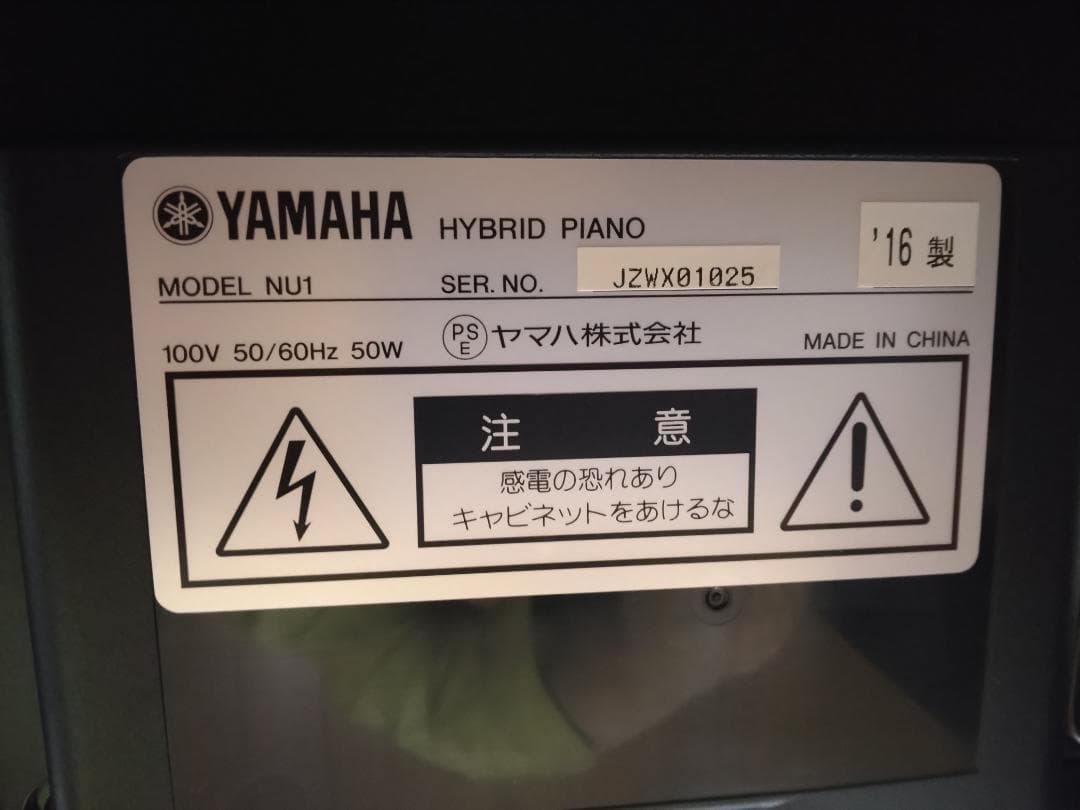 YAMAHA HYBRID PIANO '16 製
MODEL NU1 SER. NO. JZWX01025
100V 50/60Hz 50W PSE ヤマハ株式会社 MADE IN CHINA
注 意
感電の恐れあり
キャビネットをあけるな